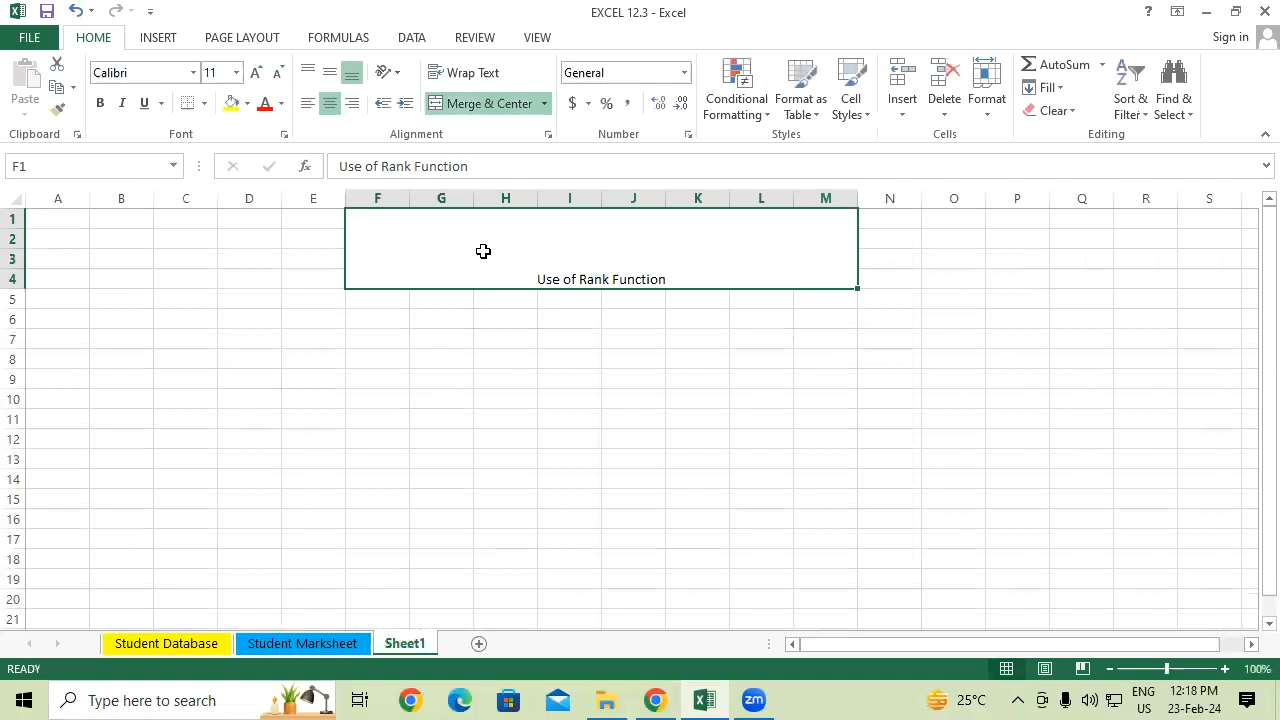 EXCEL 12.3 - Excel
?
FILE
HOME
INSERT
PAGE LAYOUT
FORMULAS
DATA
REVIEW
VIEW
Sign in
Paste
Calibri
11
B I U
A
Wrap Text
Merge & Center
General
$ % ,
Conditional Formatting
Format as Table
Cell Styles
Insert
Delete
Format
AutoSum
Fill
Clear
Sort & Filter
Find & Select
Clipboard
Font
Alignment
Number
Styles
Cells
Editing
F1
fx
Use of Rank Function
A B C D E F G H I J K L M N O P Q R S
1
2
3
4
Use of Rank Function
5
6
7
8
9
10
11
12
13
14
15
16
17
18
19
20
21
Student Database
Student Marksheet
Sheet1
READY
100%
Type here to search
zm
25°C
ENG
US
12:18 PM
23-Feb-24